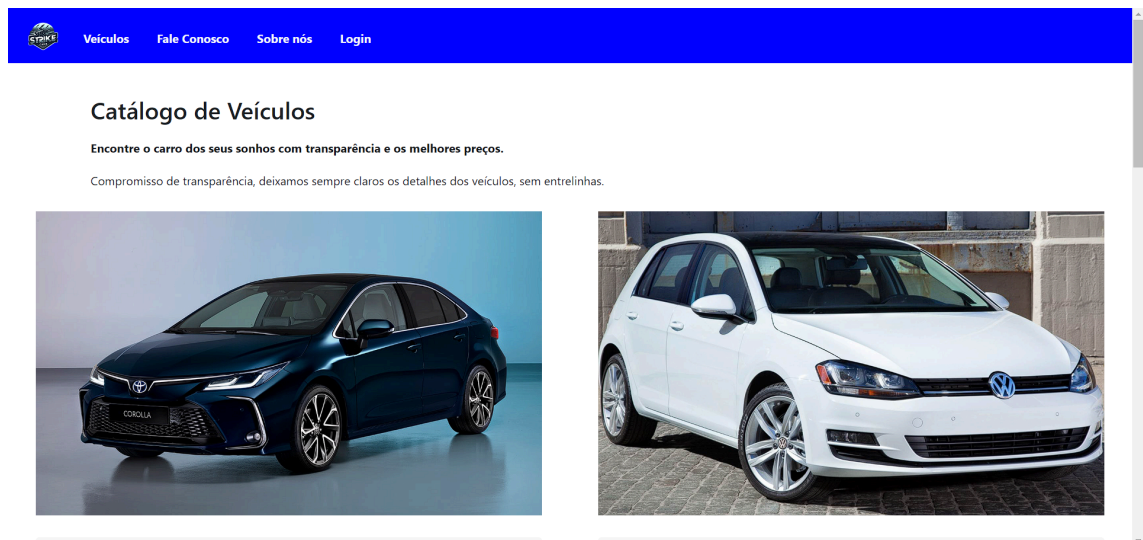 STRIKE
Veículos Fale Conosco Sobre nós Login
Catálogo de Veículos
Encontre o carro dos seus sonhos com transparência e os melhores preços.
Compromisso de transparência, deixamos sempre claros os detalhes dos veículos, sem entrelinhas.
COROLLA